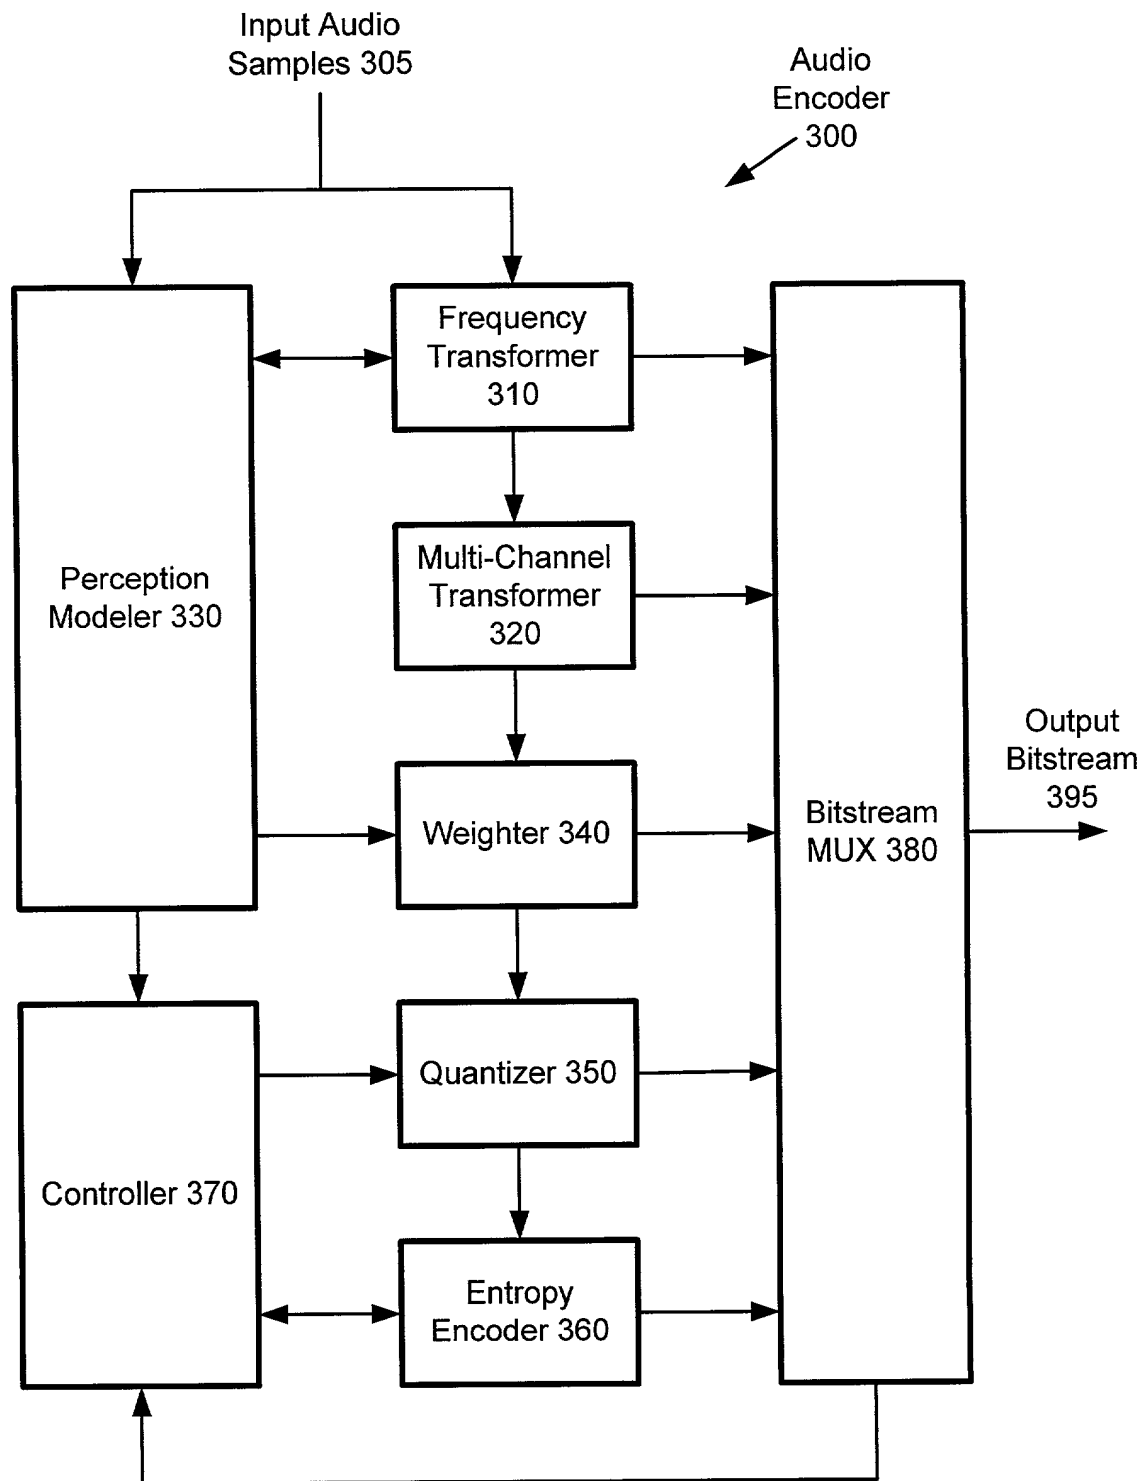 Input Audio
Samples 305
Audio
Encoder
300
Frequency
Transformer
310
Perception
Modeler 330
Multi-Channel
Transformer
320
Output
Bitstream
395
Weighter 340
Bitstream
MUX 380
Quantizer 350
Controller 370
Entropy
Encoder 360